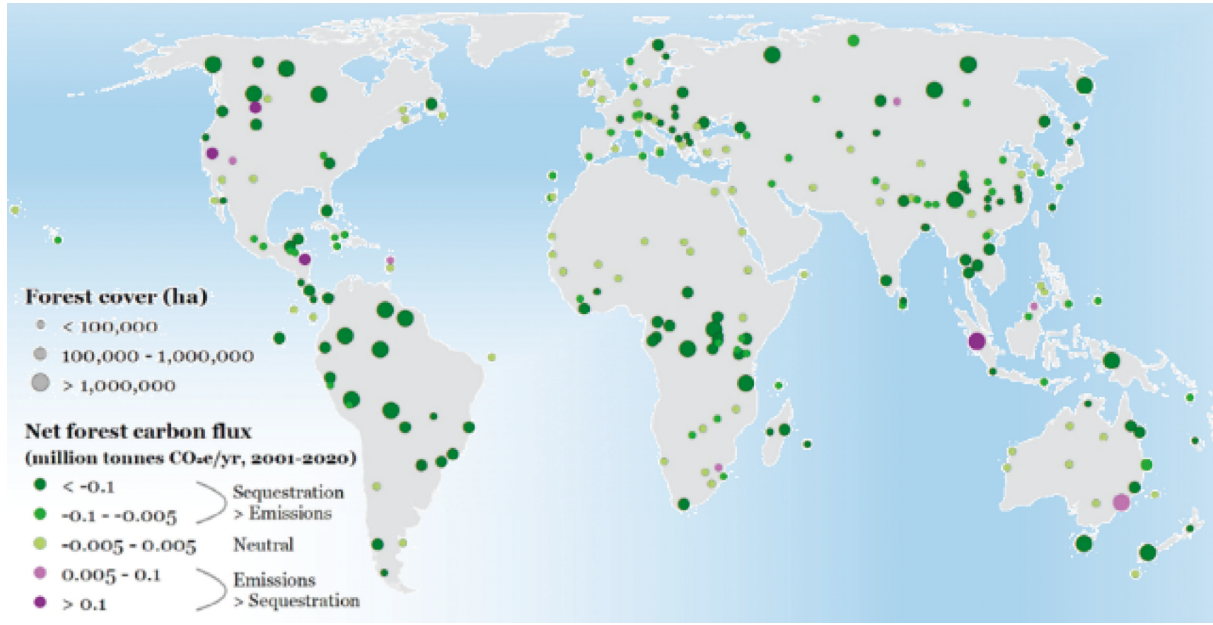 Forest cover (ha)
< 100,000
100,000 - 1,000,000
> 1,000,000
Net forest carbon flux
(million tonnes CO₂e/yr, 2001-2020)
< -0.1
-0.1 - -0.005
Sequestration
> Emissions
-0.005 - 0.005 Neutral
0.005 - 0.1
> 0.1
Emissions
> Sequestration